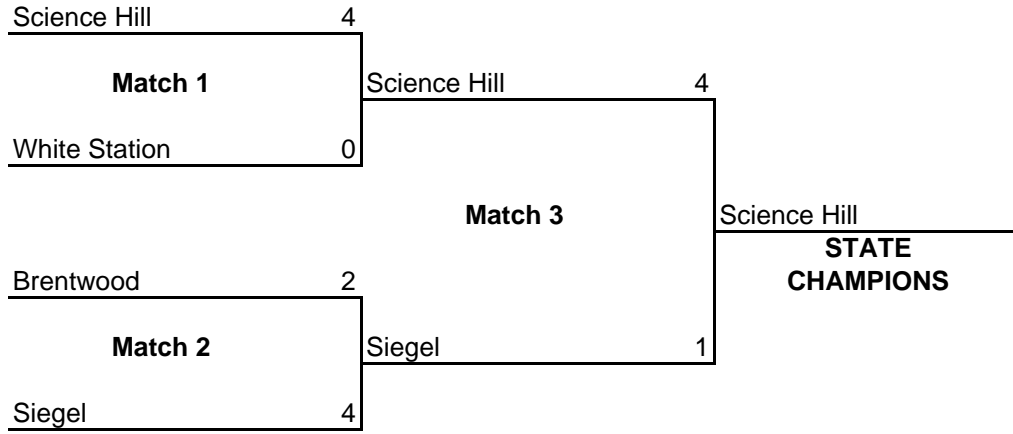 Science Hill 4
Match 1
Science Hill 4
White Station 0
Match 3
Science Hill
STATE
CHAMPIONS
Brentwood 2
Match 2
Siegel 1
Siegel 4